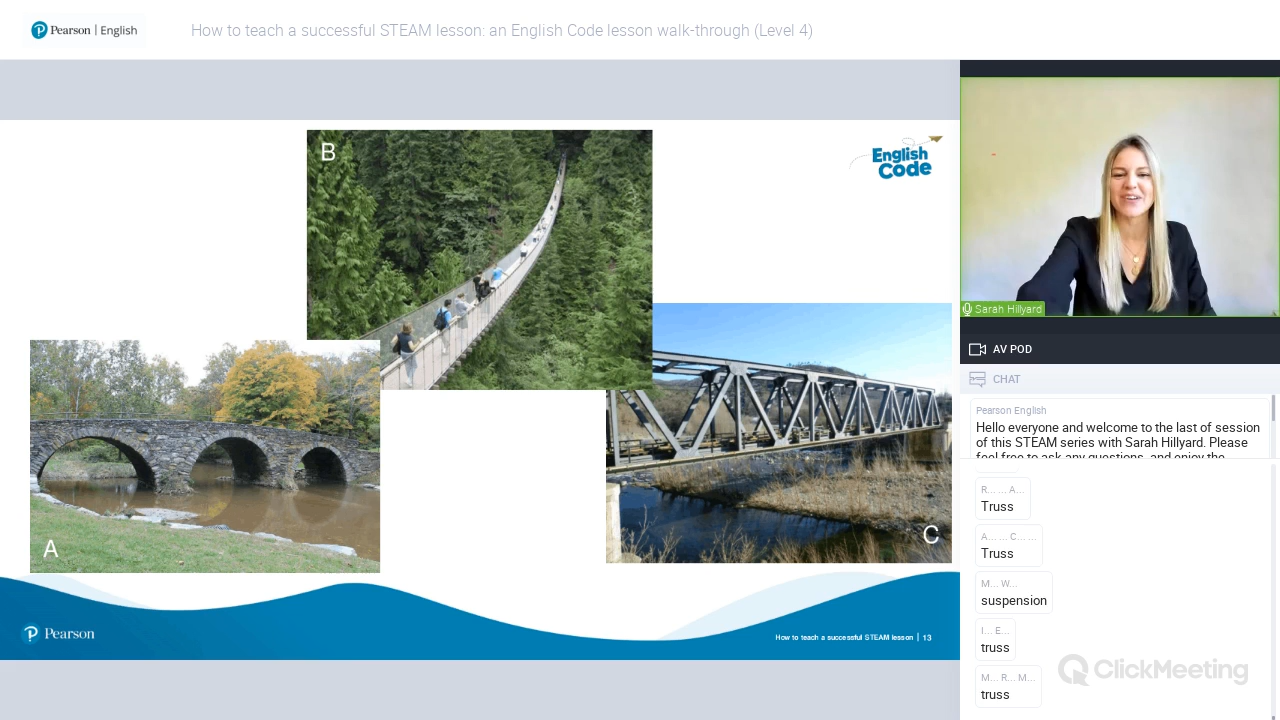 Pearson | English
How to teach a successful STEAM lesson: an English Code lesson walk-through (Level 4)
B
English
Code
A
C
Pearson
How to teach a successful STEAM lesson | 13
Sarah Hillyard
AV POD
CHAT
Pearson English
Hello everyone and welcome to the last of session
of this STEAM series with Sarah Hillyard. Please
feel free to ask any questions, and enjoy the
R... ... A...
Truss
A... ... C... ...
Truss
M... W...
suspension
I... E...
truss
M... R... M...
truss
ClickMeeting